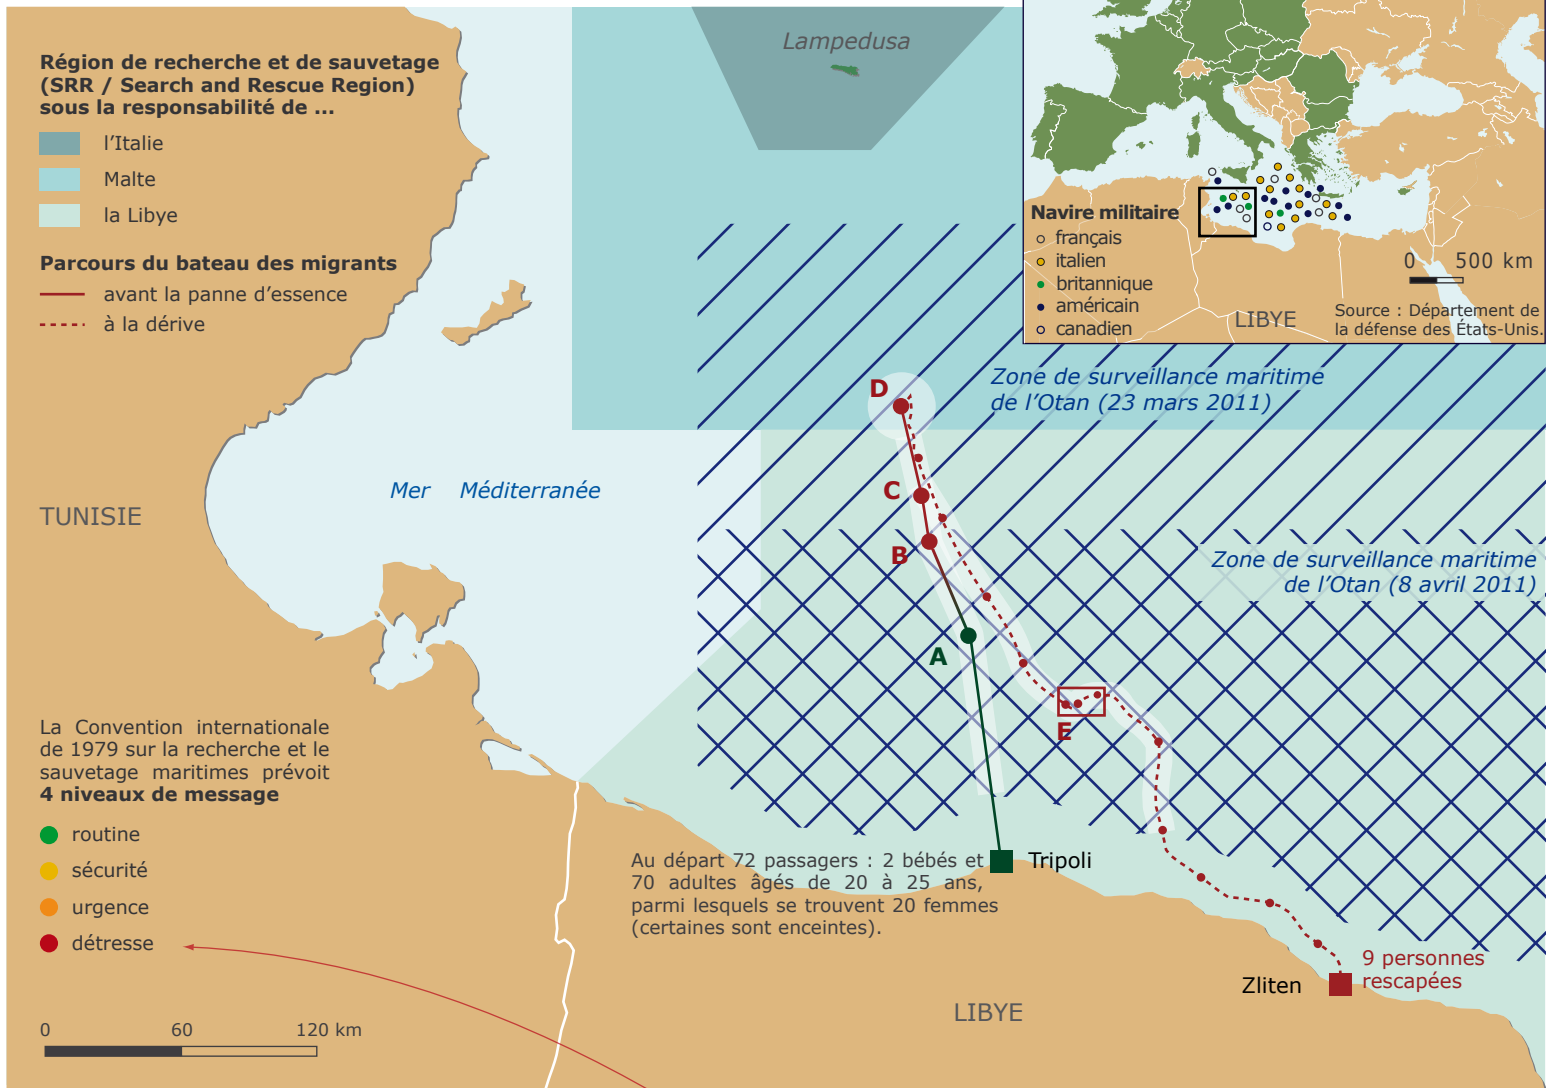 Région de recherche et de sauvetage
(SRR / Search and Rescue Region)
sous la responsabilité de ...
l'Italie
Malte
la Libye
Parcours du bateau des migrants
avant la panne d'essence
à la dérive
Lampedusa
Navire militaire
français
italien
britannique
américain
canadien
0 500 km
LIBYE
Source : Département de
la défense des États-Unis.
Zone de surveillance maritime
de l'Otan (23 mars 2011)
D
C
B
A
E
Mer Méditerranée
TUNISIE
Zone de surveillance maritime
de l'Otan (8 avril 2011)
La Convention internationale
de 1979 sur la recherche et le
sauvetage maritimes prévoit
4 niveaux de message
routine
sécurité
urgence
détresse
0 60 120 km
Au départ 72 passagers : 2 bébés et
70 adultes âgés de 20 à 25 ans,
parmi lesquels se trouvent 20 femmes
(certaines sont enceintes).
Tripoli
9 personnes
rescapées
Zliten
LIBYE